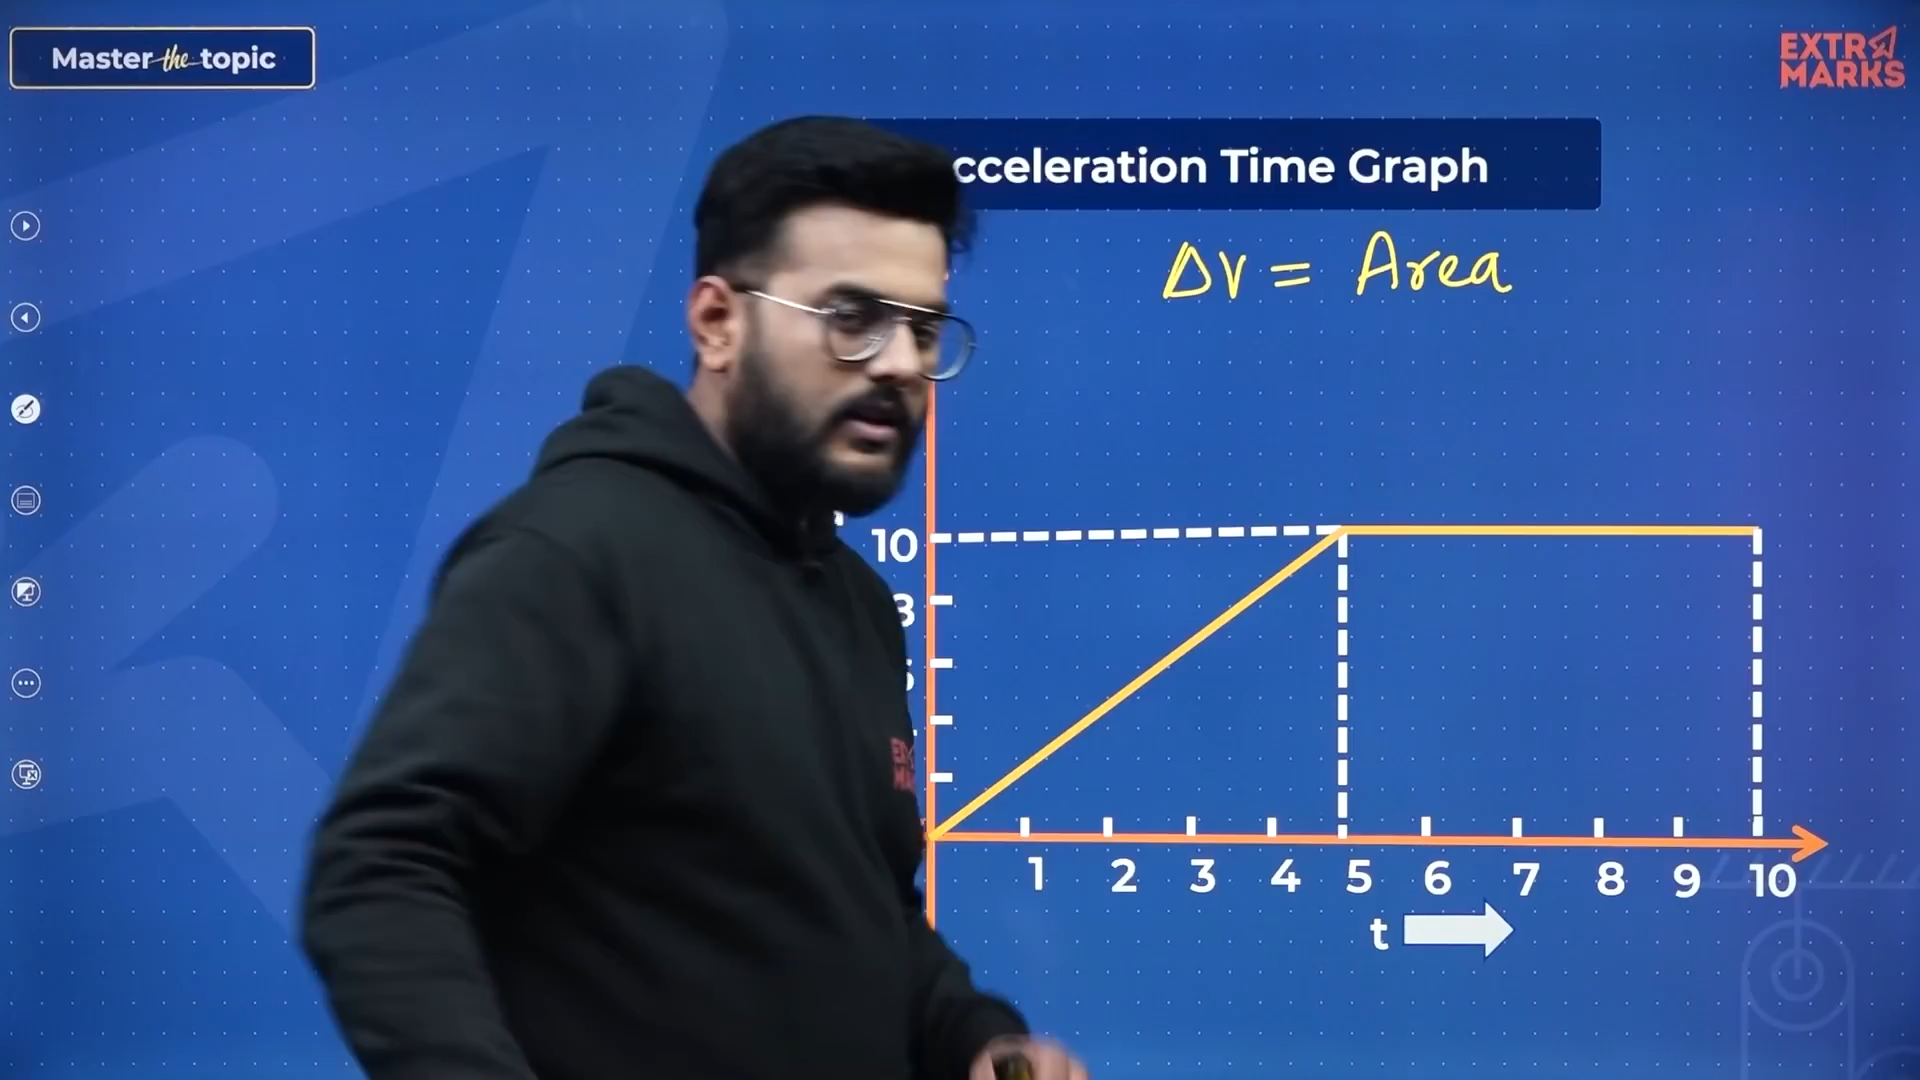 Master the topic
EXTRA
MARKS
cceleration Time Graph
ΔV = Area
10
1 2 3 4 5 6 7 8 9 10
t